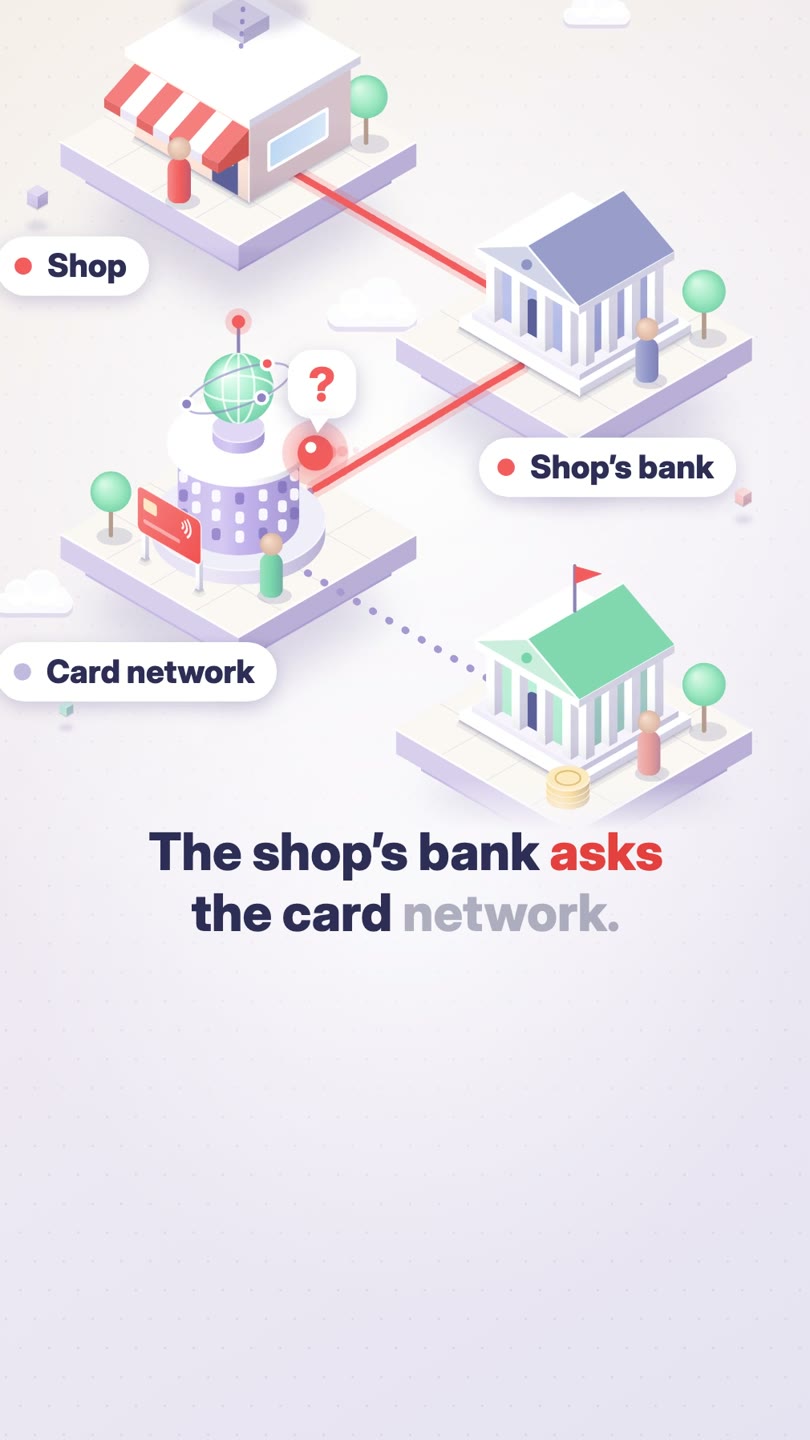 Shop
?
Shop's bank
Card network
The shop's bank asks
the card network.